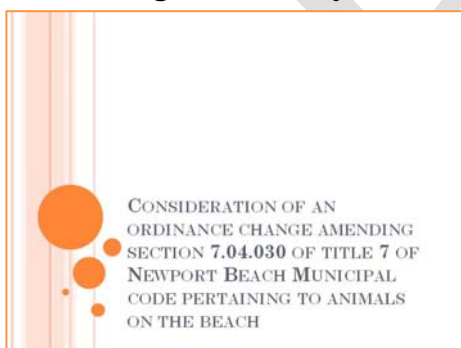 CONSIDERATION OF AN
ORDINANCE CHANGE AMENDING
SECTION 7.04.030 OF TITLE 7 OF
NEWPORT BEACH MUNICIPAL
CODE PERTAINING TO ANIMALS
ON THE BEACH